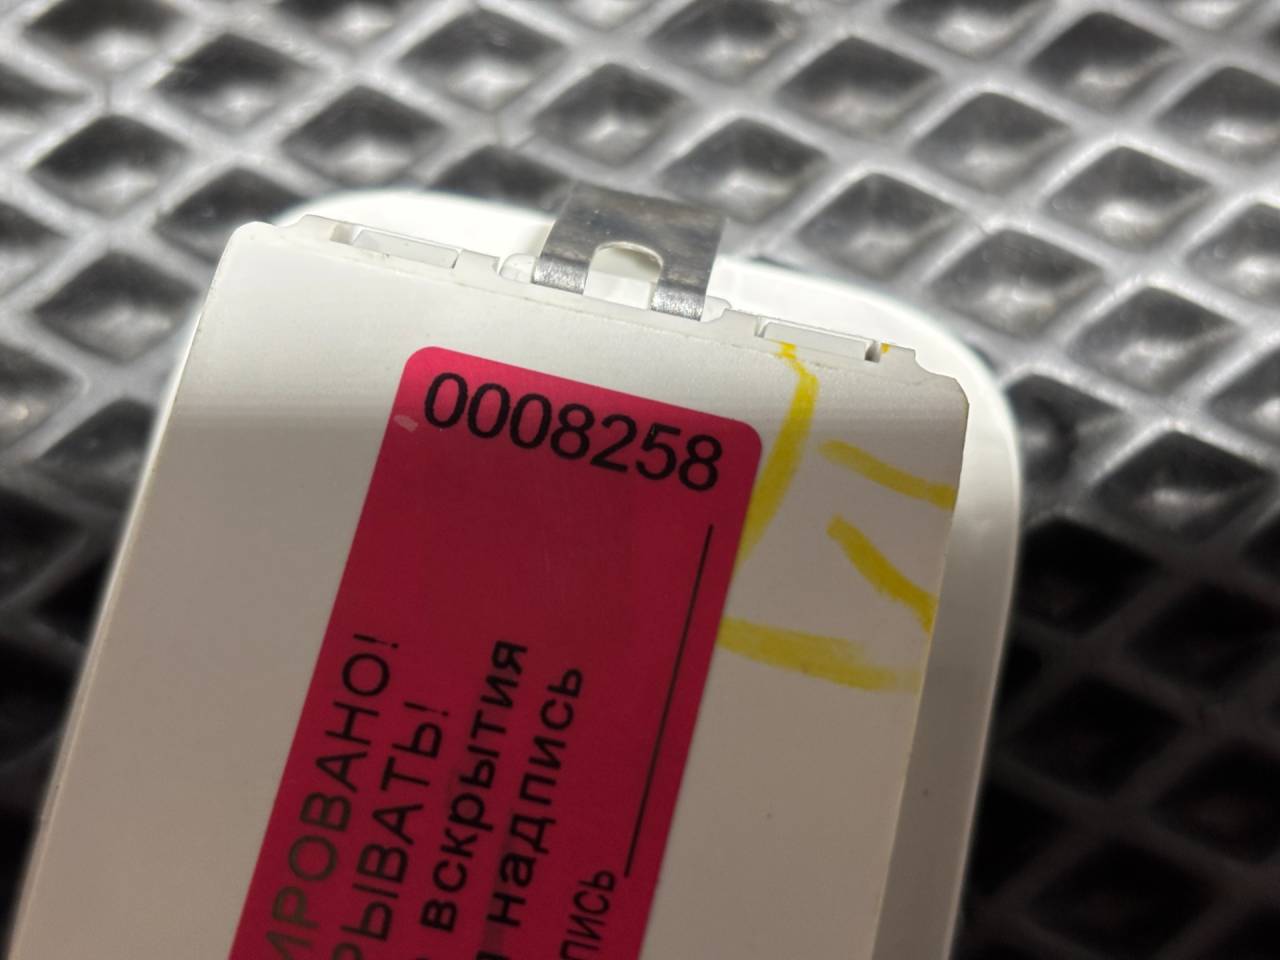 0008258
ИРОВАНО!
РЫВАТЬ!
вскрытия
надпись
пись